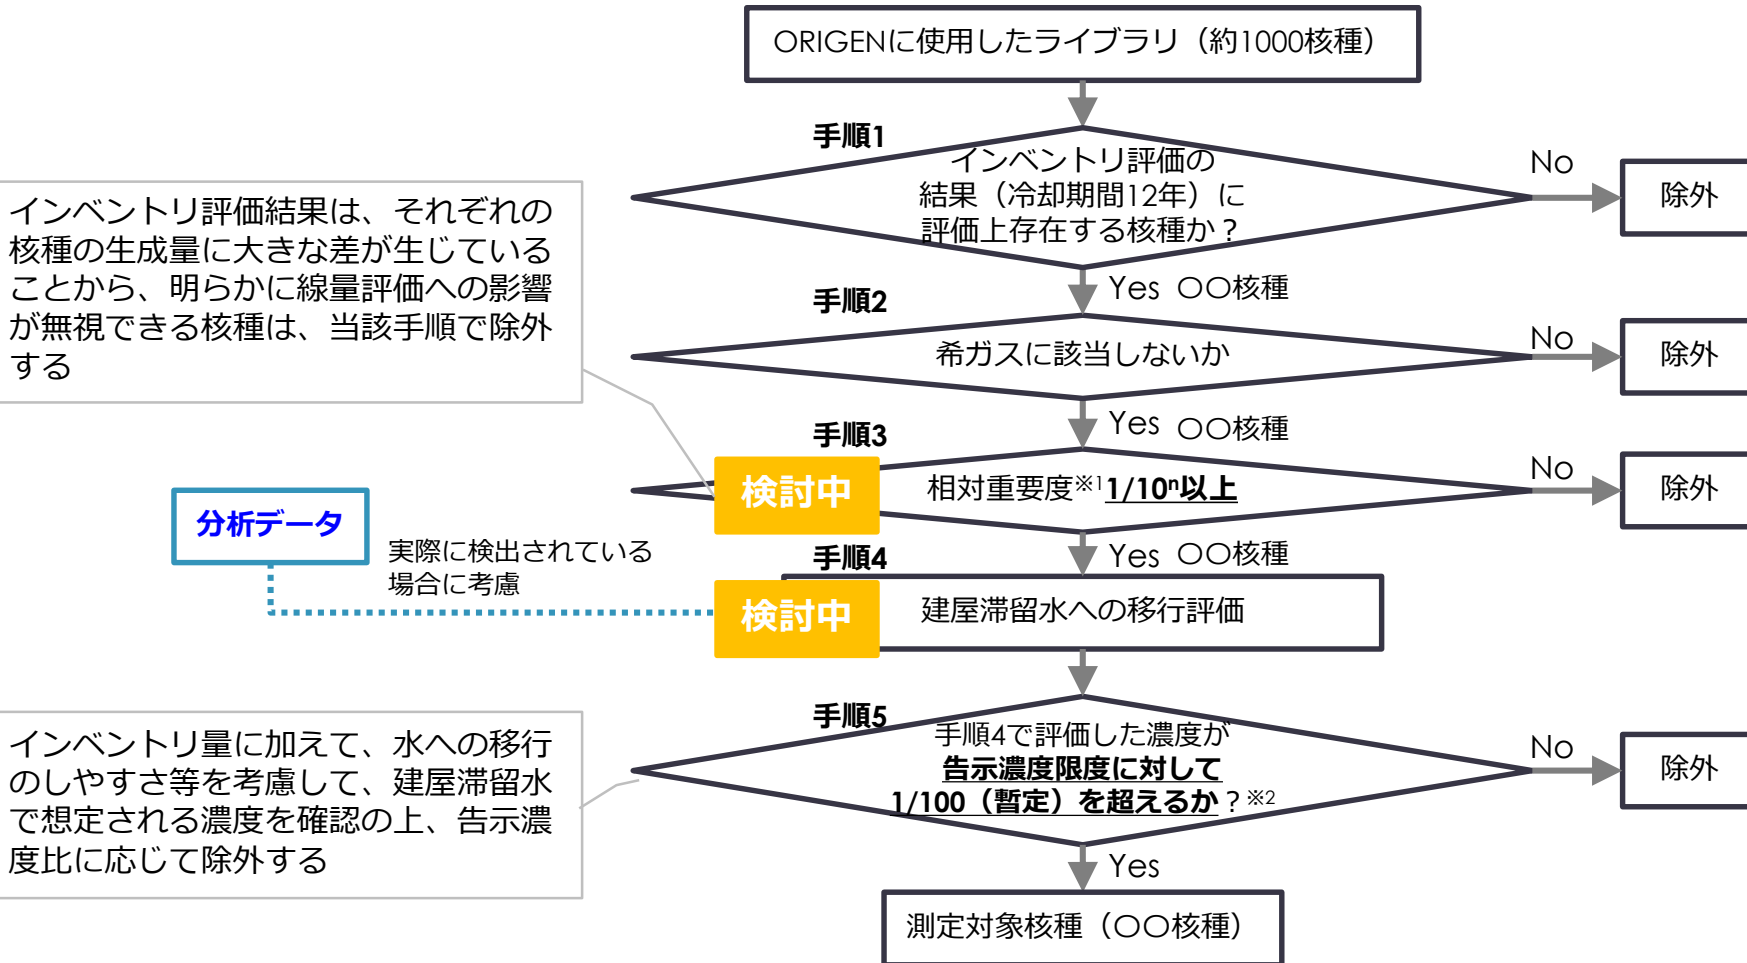 ORIGENに使用したライブラリ（約1000核種）
手順1
インベントリ評価の
結果（冷却期間12年）に
評価上存在する核種か？
No
除外
インベントリ評価結果は、それぞれの
核種の生成量に大きな差が生じている
ことから、明らかに線量評価への影響
が無視できる核種は、当該手順で除外
する
Yes 〇〇核種
手順2
希ガスに該当しないか
No
除外
Yes 〇〇核種
手順3
検討中
相対重要度※1 1/10ⁿ以上
No
除外
分析データ
実際に検出されている
場合に考慮
Yes 〇〇核種
手順4
検討中
建屋滞留水への移行評価
手順5
手順4で評価した濃度が
告示濃度限度に対して
1/100（暫定）を超えるか？※2
No
除外
インベントリ量に加えて、水への移行
のしやすさ等を考慮して、建屋滞留水
で想定される濃度を確認の上、告示濃
度比に応じて除外する
Yes
測定対象核種（〇〇核種）